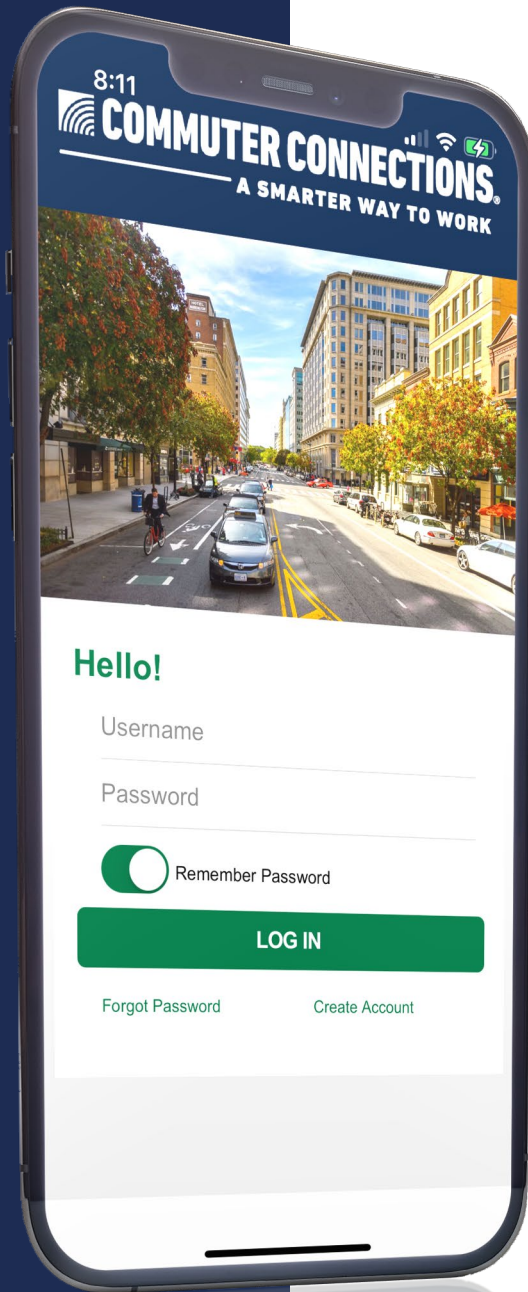 8:11
COMMUTER CONNECTIONS®
A SMARTER WAY TO WORK
Hello!
Username
Password
Remember Password
LOG IN
Forgot Password
Create Account